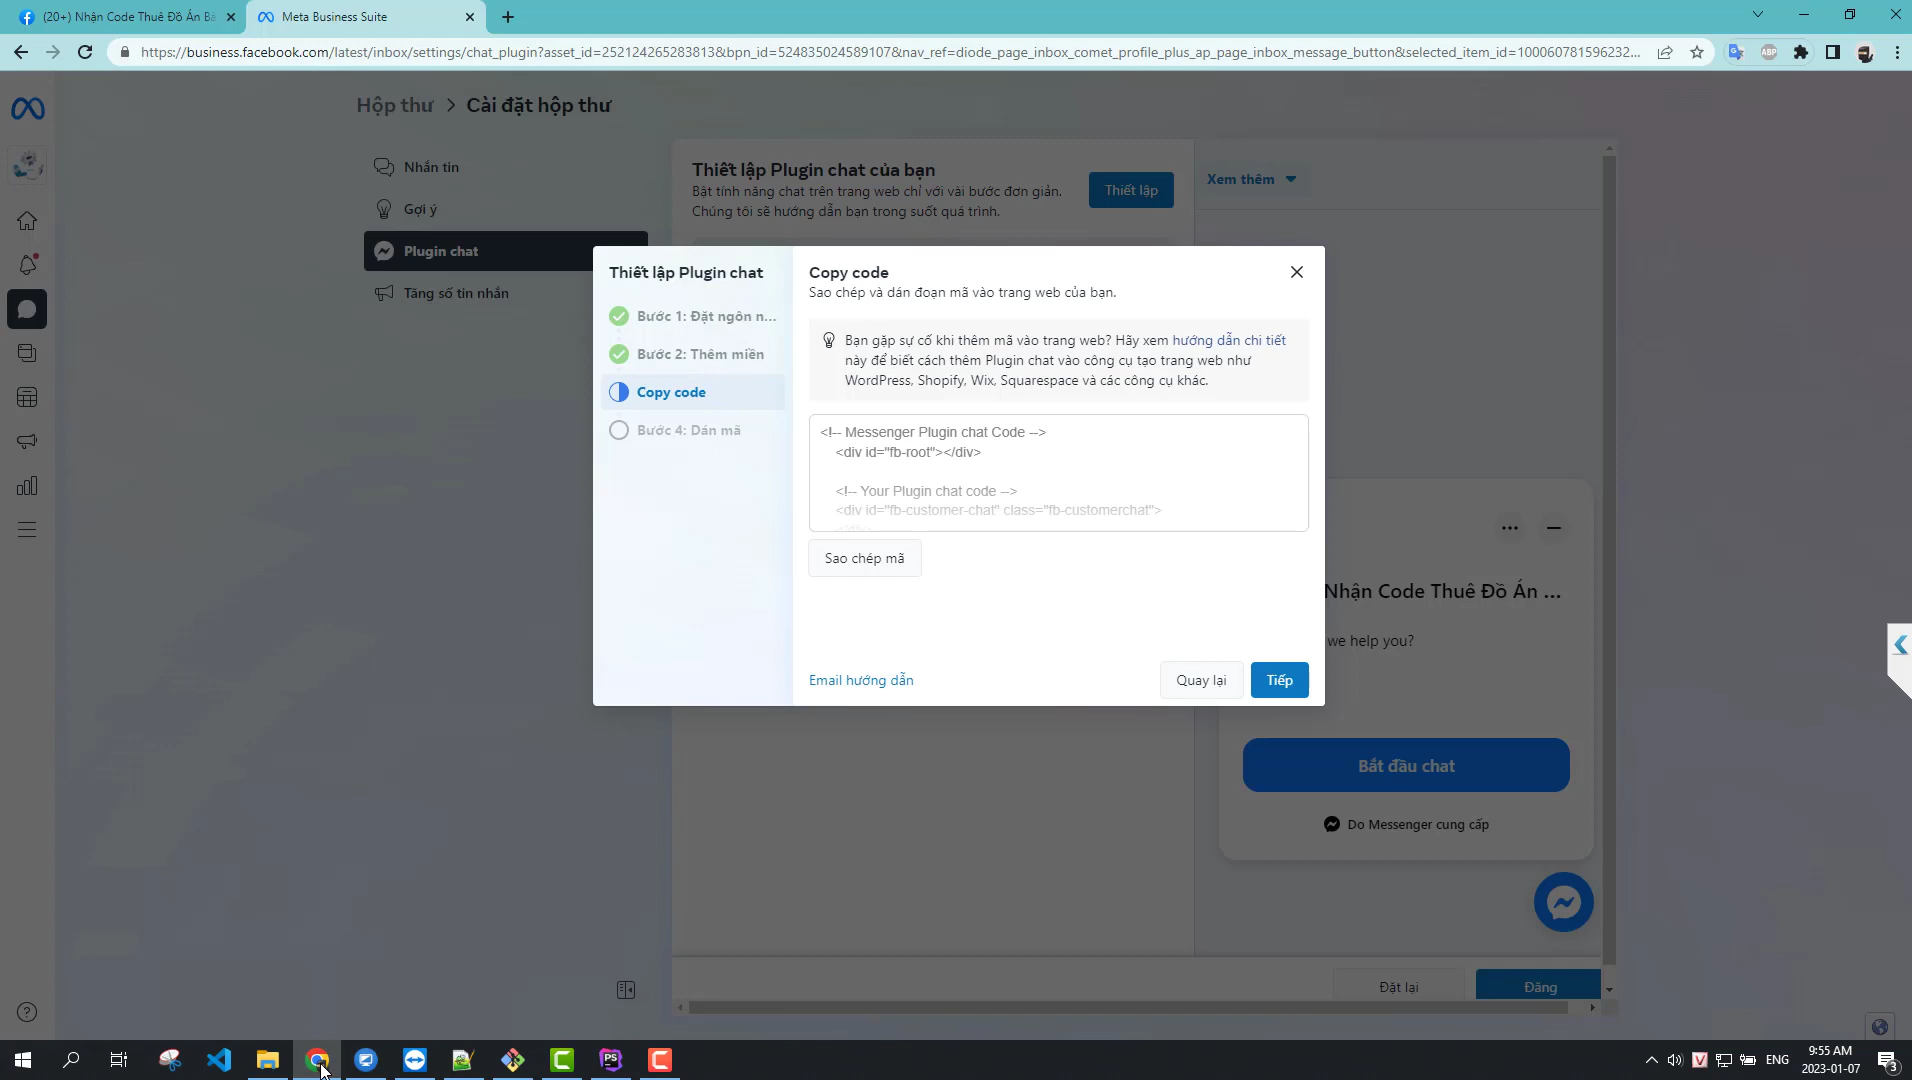 (20+) Nhận Code Thuê Đồ Án Bà
Meta Business Suite
https://business.facebook.com/latest/inbox/settings/chat_plugin?asset_id=252124265283813&bpn_id=52483502458910​7&nav_ref=diode_page_inbox_comet_profile_plus_ap_page_inbox_message_button&selected_item_id=100060781596232...
ABP
Hộp thư > Cài đặt hộp thư
Nhắn tin
Gợi ý
Plugin chat
Tăng số tin nhắn
Thiết lập Plugin chat của bạn
Bật tính năng chat trên trang web chỉ với vài bước đơn giản.
Chúng tôi sẽ hướng dẫn bạn trong suốt quá trình.
Thiết lập
Xem thêm
Thiết lập Plugin chat
Bước 1: Đặt ngôn n...
Bước 2: Thêm miền
Copy code
Bước 4: Dán mã
Copy code
Sao chép và dán đoạn mã vào trang web của bạn.
Bạn gặp sự cố khi thêm mã vào trang web? Hãy xem hướng dẫn chi tiết
này để biết cách thêm Plugin chat vào công cụ tạo trang web như
WordPress, Shopify, Wix, Squarespace và các công cụ khác.
<!-- Messenger Plugin chat Code -->
<div id="fb-root"></div>
<!-- Your Plugin chat code -->
<div id="fb-customer-chat" class="fb-customerchat">
Sao chép mã
Email hướng dẫn
Quay lại
Tiếp
Nhận Code Thuê Đồ Án ...
we help you?
Bắt đầu chat
Do Messenger cung cấp
Đặt lại
Đăng
PS
V
ENG
9:55 AM
2023-01-07
3